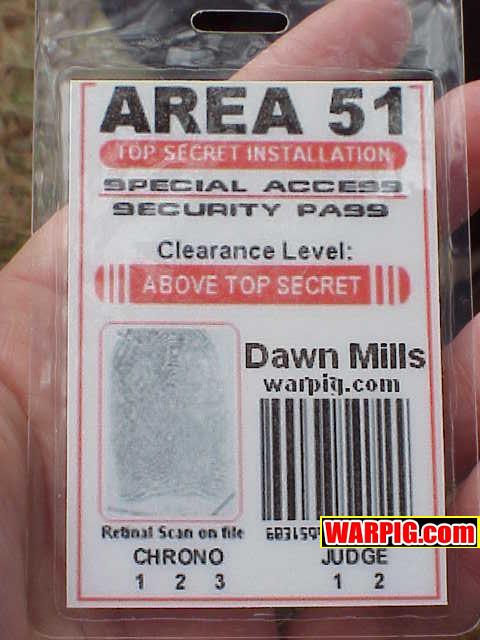 AREA 51
TOP SECRET INSTALLATION
SPECIAL ACCESS
SECURITY PASS
Clearance Level:
ABOVE TOP SECRET
Dawn Mills
warpig.com
Retinal Scan on file
WARPIG.com
CHRONO
JUDGE
1 2 3
1 2